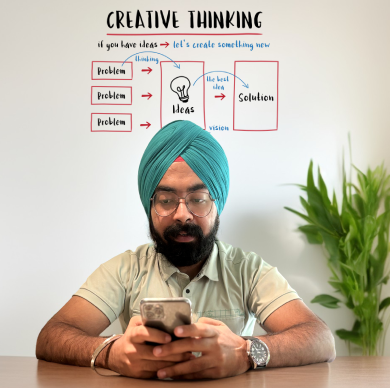 CREATIVE THINKING
if you have ideas → let's create something new
thinking
Problem
the best idea
Problem
Ideas
Solution
Problem
vision